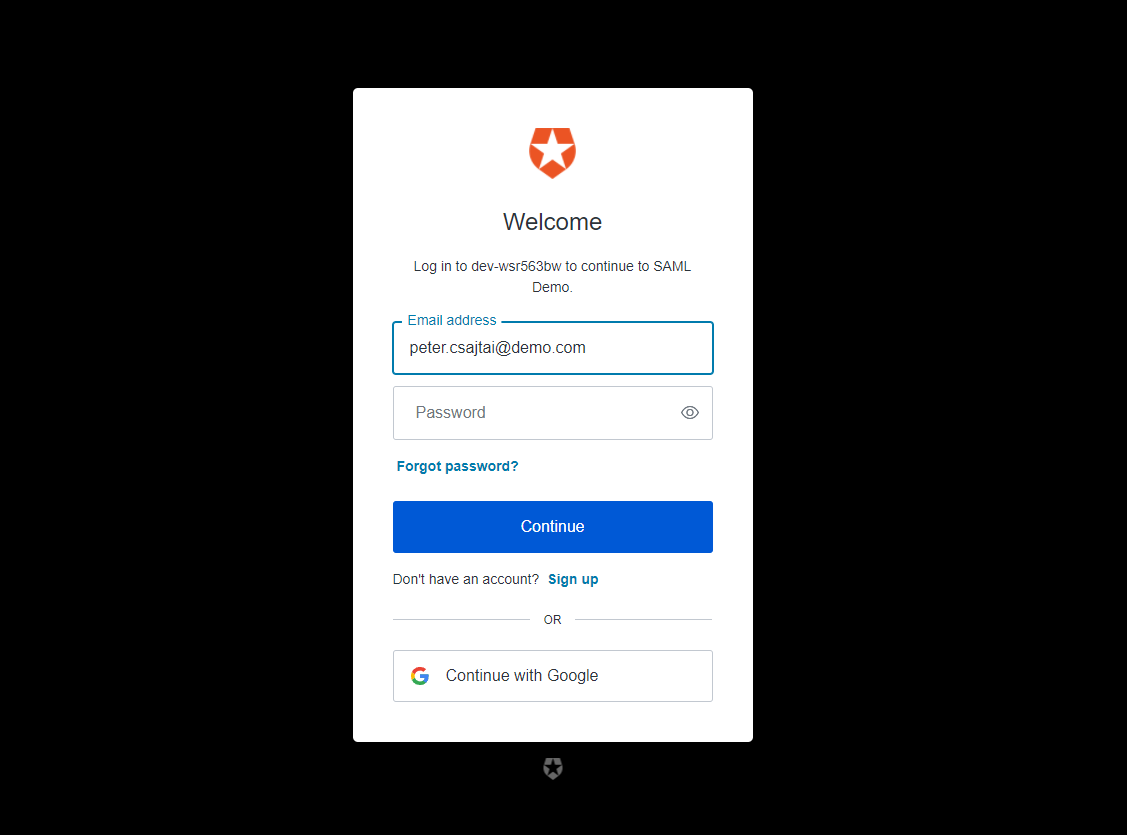 Welcome
Log in to dev-wsr563bw to continue to SAML
Demo.
Email address
peter.csajtai@demo.com
Password
Forgot password?
Continue
Don't have an account? Sign up
OR
Continue with Google